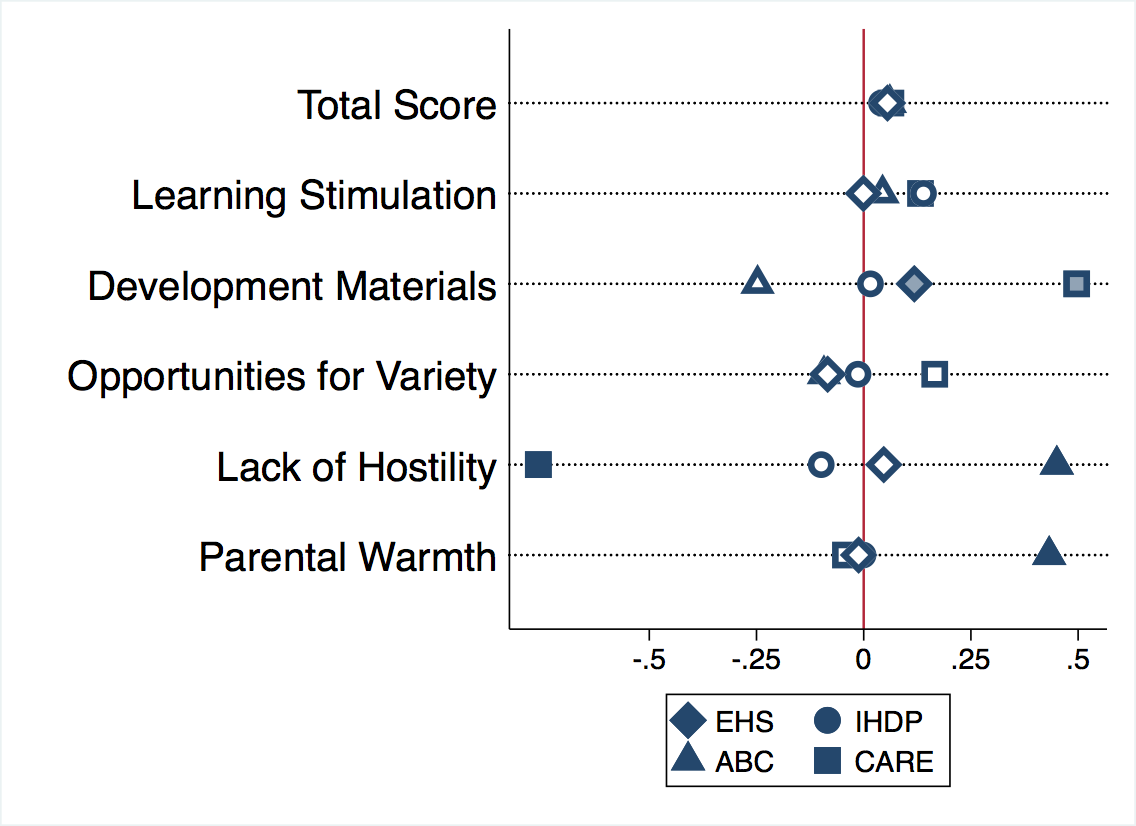 Total Score
Learning Stimulation
Development Materials
Opportunities for Variety
Lack of Hostility
Parental Warmth
-.5 -.25 0 .25 .5
EHS IHDP
ABC CARE